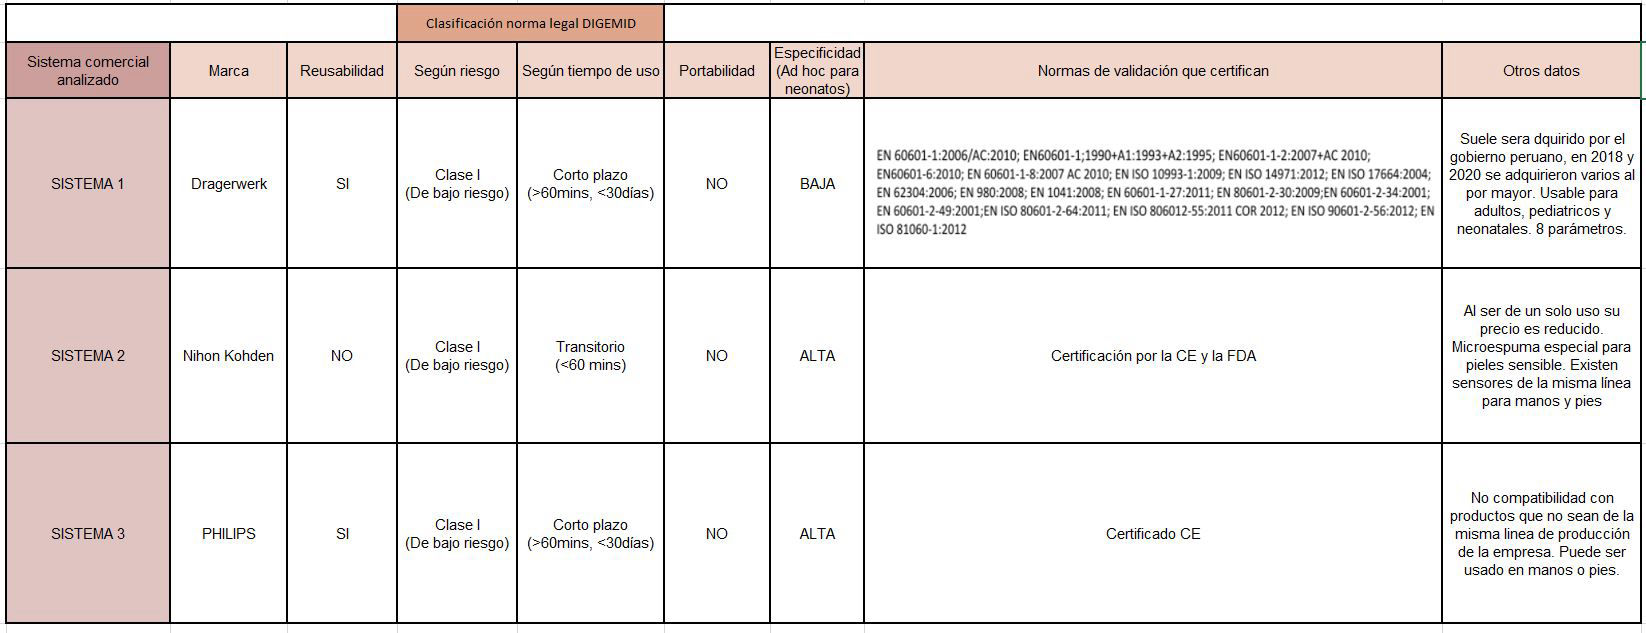 Clasificación norma legal DIGEMID
Sistema comercial
analizado
Marca
Reusabilidad
Según riesgo
Según tiempo de uso
Portabilidad
Especificidad
(Ad hoc para
neonatos)
Normas de validación que certifican
Otros datos
SISTEMA 1
Dragerwerk
SI
Clase I
(De bajo riesgo)
Corto plazo
(>60mins, <30días)
NO
BAJA
EN 60601-1:2006/AC:2010; EN60601-1;1990+A1:1993+A2:1995; EN60601-1-2:2007+AC 2010;
EN60601-6:2010; EN 60601-1-8:2007 AC 2010; EN ISO 10993-1:2009; EN ISO 14971:2012; EN ISO 17664:2004;
EN 62304:2006; EN 980:2008; EN 1041:2008; EN 60601-1-27:2011; EN 80601-2-30:2009;EN 60601-2-34:2001;
EN 60601-2-49:2001;EN ISO 80601-2-64:2011; EN ISO 806012-55:2011 COR 2012; EN ISO 90601-2-56:2012; EN
ISO 81060-1:2012
Suele sera dquirido por el
gobierno peruano, en 2018 y
2020 se adquirieron varios al
por mayor. Usable para
adultos, pediatricos y
neonatales. 8 parámetros.
SISTEMA 2
Nihon Kohden
NO
Clase I
(De bajo riesgo)
Transitorio
(<60 mins)
NO
ALTA
Certificación por la CE y la FDA
Al ser de un solo uso su
precio es reducido.
Microespuma especial para
pieles sensible. Existen
sensores de la misma línea
para manos y pies
SISTEMA 3
PHILIPS
SI
Clase I
(De bajo riesgo)
Corto plazo
(>60mins, <30días)
NO
ALTA
Certificado CE
No compatibilidad con
productos que no sean de la
misma linea de producción
de la empresa. Puede ser
usado en manos o pies.